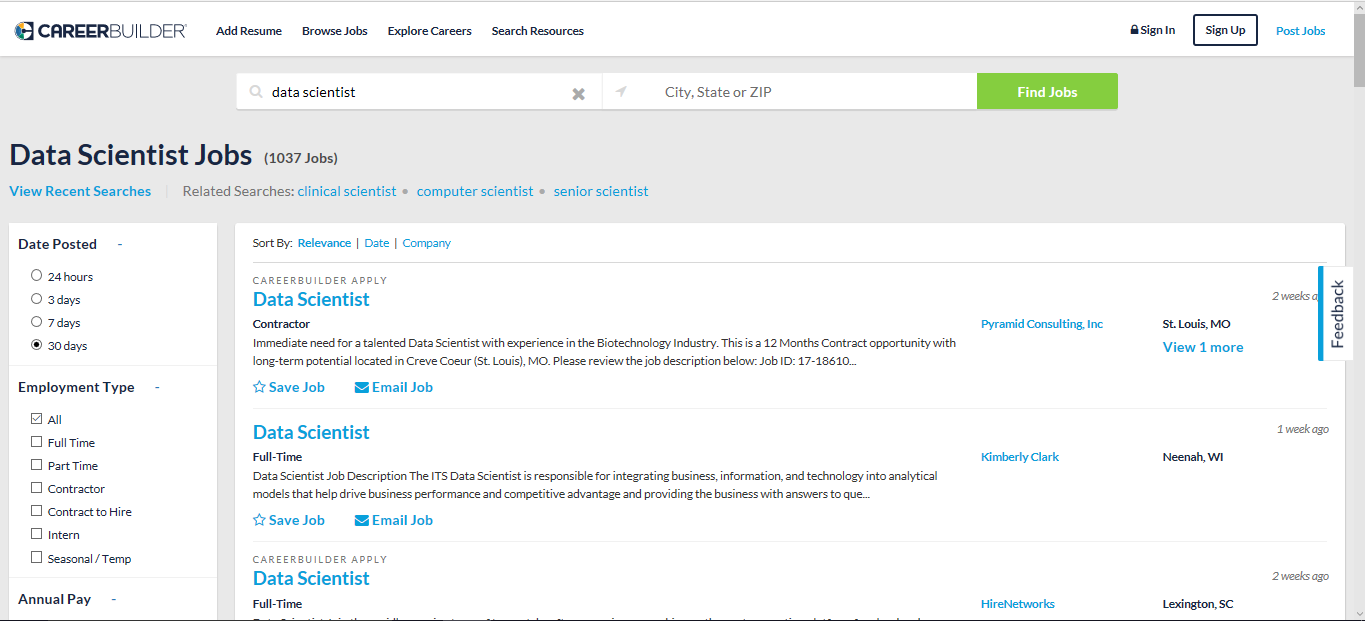 CAREERBUILDER Add Resume Browse Jobs Explore Careers Search Resources Sign In Sign Up Post Jobs
data scientist City, State or ZIP Find Jobs
Data Scientist Jobs (1037 Jobs)
View Recent Searches Related Searches: clinical scientist • computer scientist • senior scientist
Date Posted -
24 hours
3 days
7 days
30 days
Employment Type -
All
Full Time
Part Time
Contractor
Contract to Hire
Intern
Seasonal / Temp
Annual Pay -
Sort By: Relevance | Date | Company
CAREERBUILDER APPLY
Data Scientist 2 weeks
Contractor Pyramid Consulting, Inc St. Louis, MO
Immediate need for a talented Data Scientist with experience in the Biotechnology Industry. This is a 12 Months Contract opportunity with
long-term potential located in Creve Coeur (St. Louis), MO. Please review the job description below: Job ID: 17-18610...
View 1 more
Save Job Email Job
Data Scientist 1 week ago
Full-Time Kimberly Clark Neenah, WI
Data Scientist Job Description The ITS Data Scientist is responsible for integrating business, information, and technology into analytical
models that help drive business performance and competitive advantage and providing the business with answers to que...
Save Job Email Job
CAREERBUILDER APPLY
Data Scientist 2 weeks ago
Full-Time HireNetworks Lexington, SC
Feedback